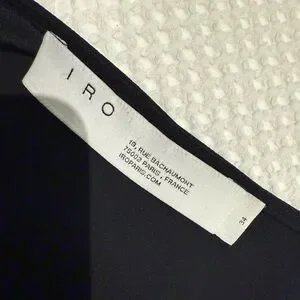 IRO
19, RUE BACHAUMONT
75002 PARIS, FRANCE
IROPARIS.COM
34